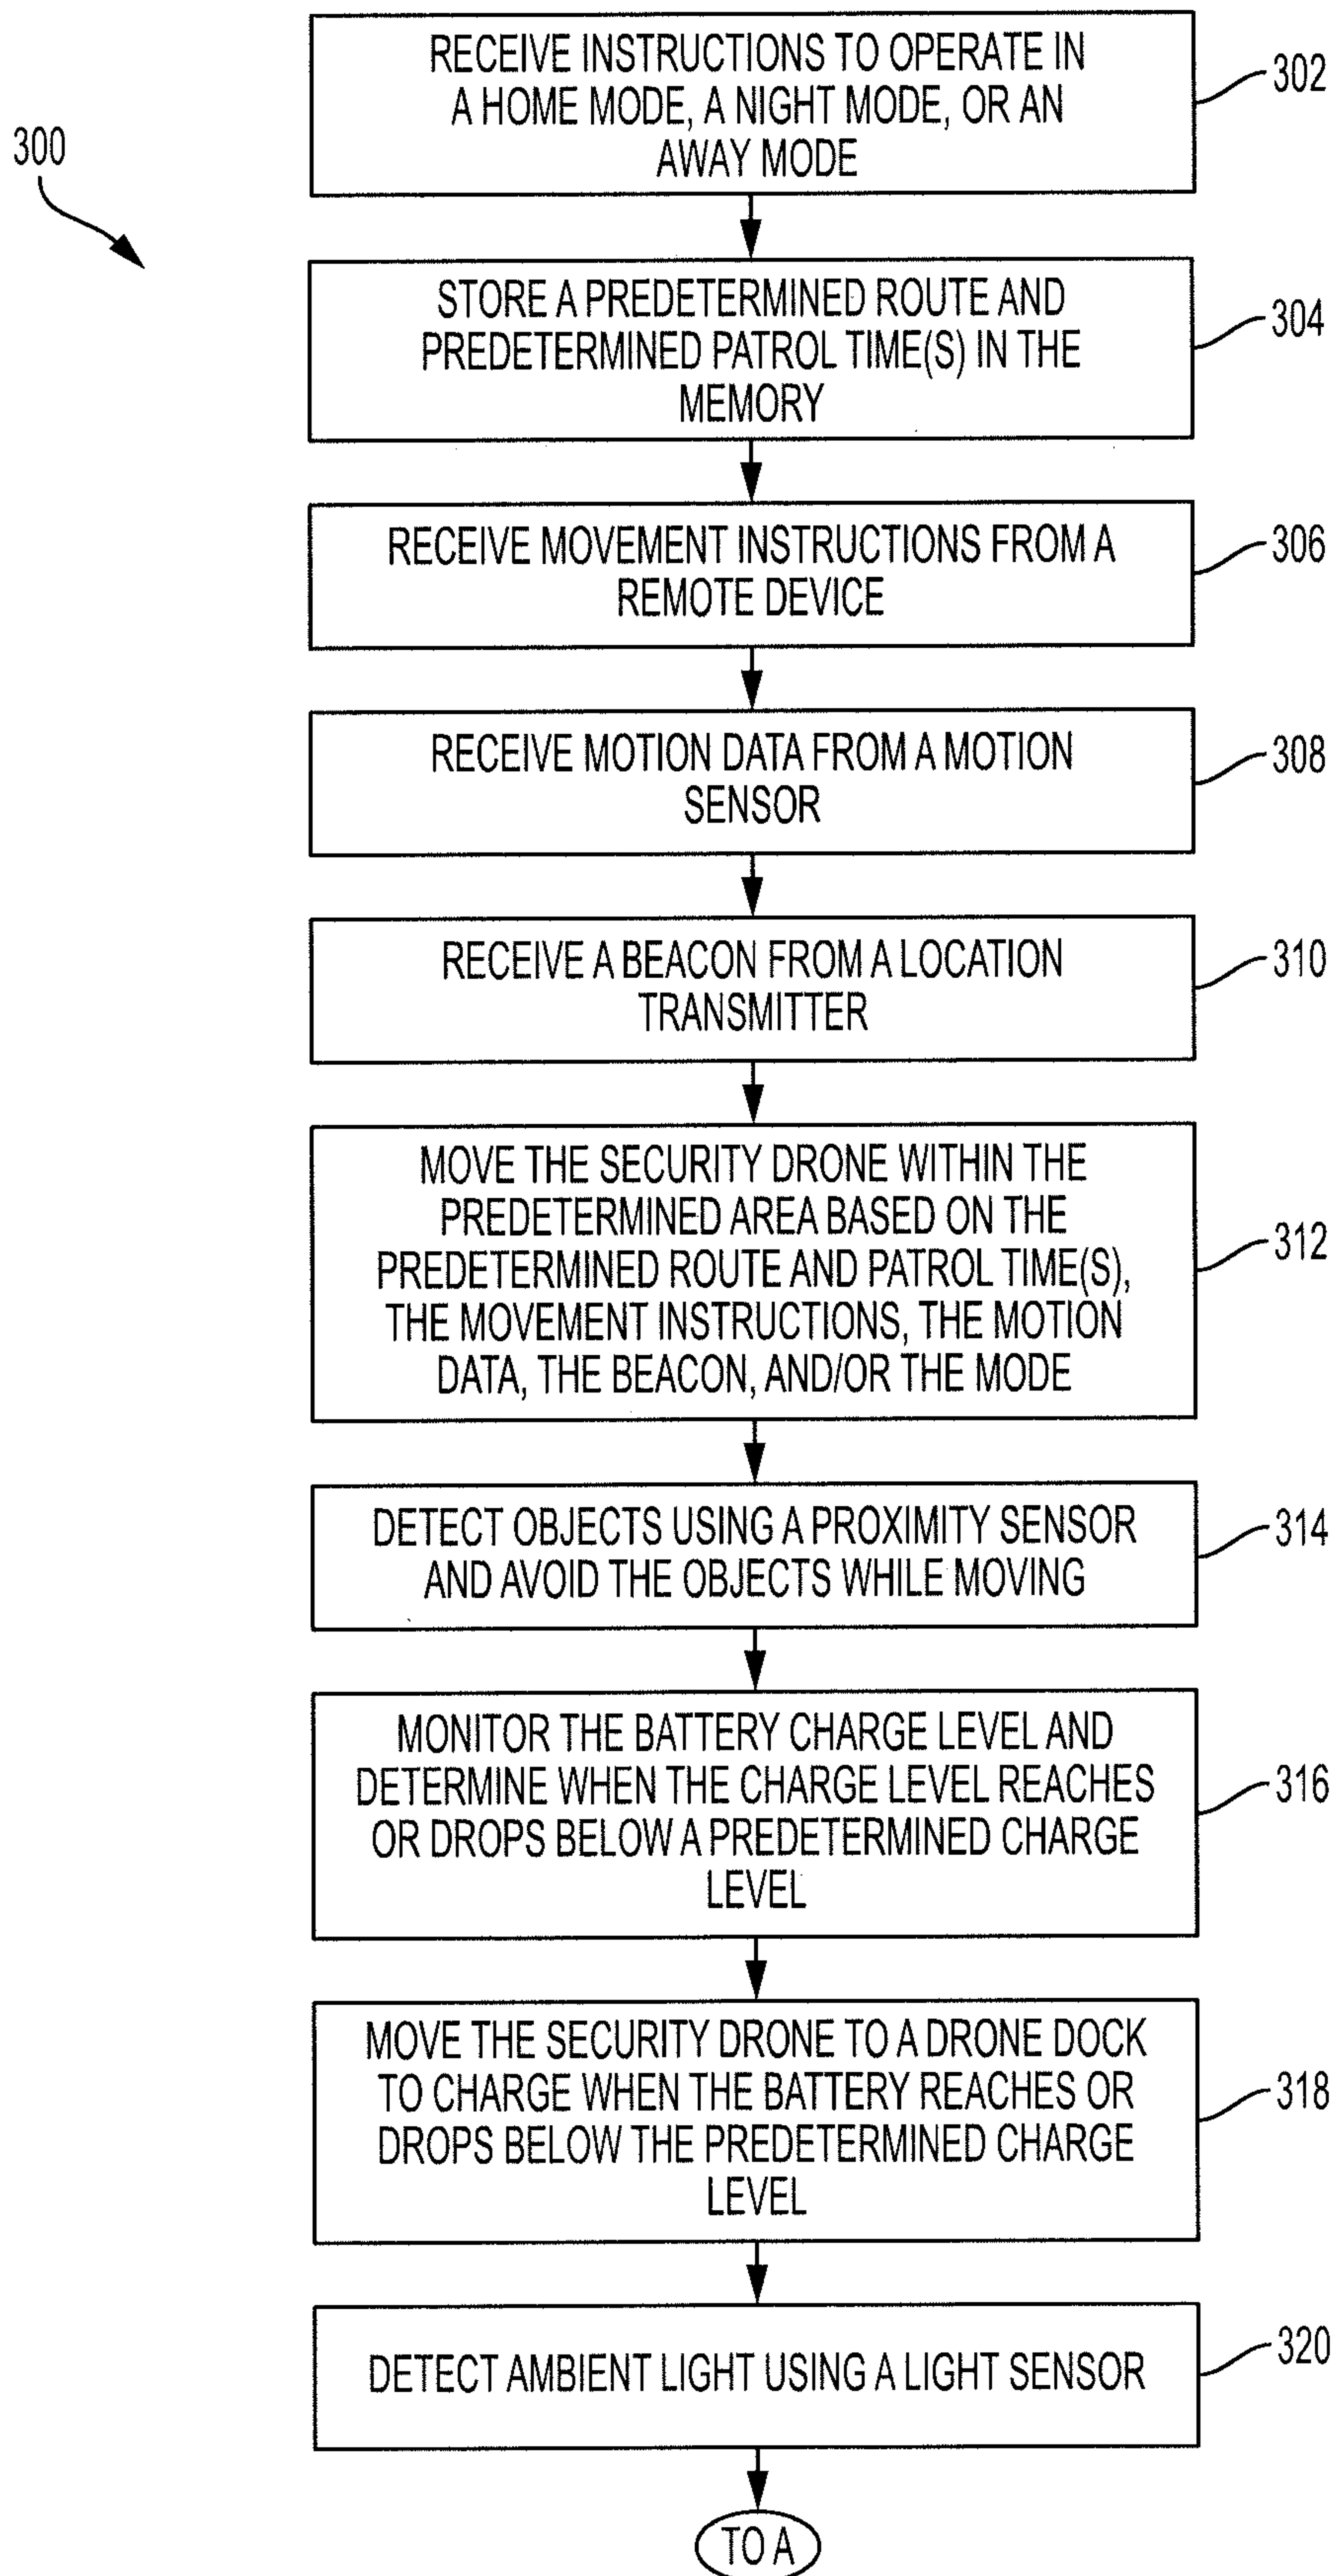 RECEIVE INSTRUCTIONS TO OPERATE IN
A HOME MODE, A NIGHT MODE, OR AN
AWAY MODE
302
300
STORE A PREDETERMINED ROUTE AND
PREDETERMINED PATROL TIME(S) IN THE
MEMORY
304
RECEIVE MOVEMENT INSTRUCTIONS FROM A
REMOTE DEVICE
306
RECEIVE MOTION DATA FROM A MOTION
SENSOR
308
RECEIVE A BEACON FROM A LOCATION
TRANSMITTER
310
MOVE THE SECURITY DRONE WITHIN THE
PREDETERMINED AREA BASED ON THE
PREDETERMINED ROUTE AND PATROL TIME(S),
THE MOVEMENT INSTRUCTIONS, THE MOTION
DATA, THE BEACON, AND/OR THE MODE
312
DETECT OBJECTS USING A PROXIMITY SENSOR
AND AVOID THE OBJECTS WHILE MOVING
314
MONITOR THE BATTERY CHARGE LEVEL AND
DETERMINE WHEN THE CHARGE LEVEL REACHES
OR DROPS BELOW A PREDETERMINED CHARGE
LEVEL
316
MOVE THE SECURITY DRONE TO A DRONE DOCK
TO CHARGE WHEN THE BATTERY REACHES OR
DROPS BELOW THE PREDETERMINED CHARGE
LEVEL
318
DETECT AMBIENT LIGHT USING A LIGHT SENSOR
320
TO A